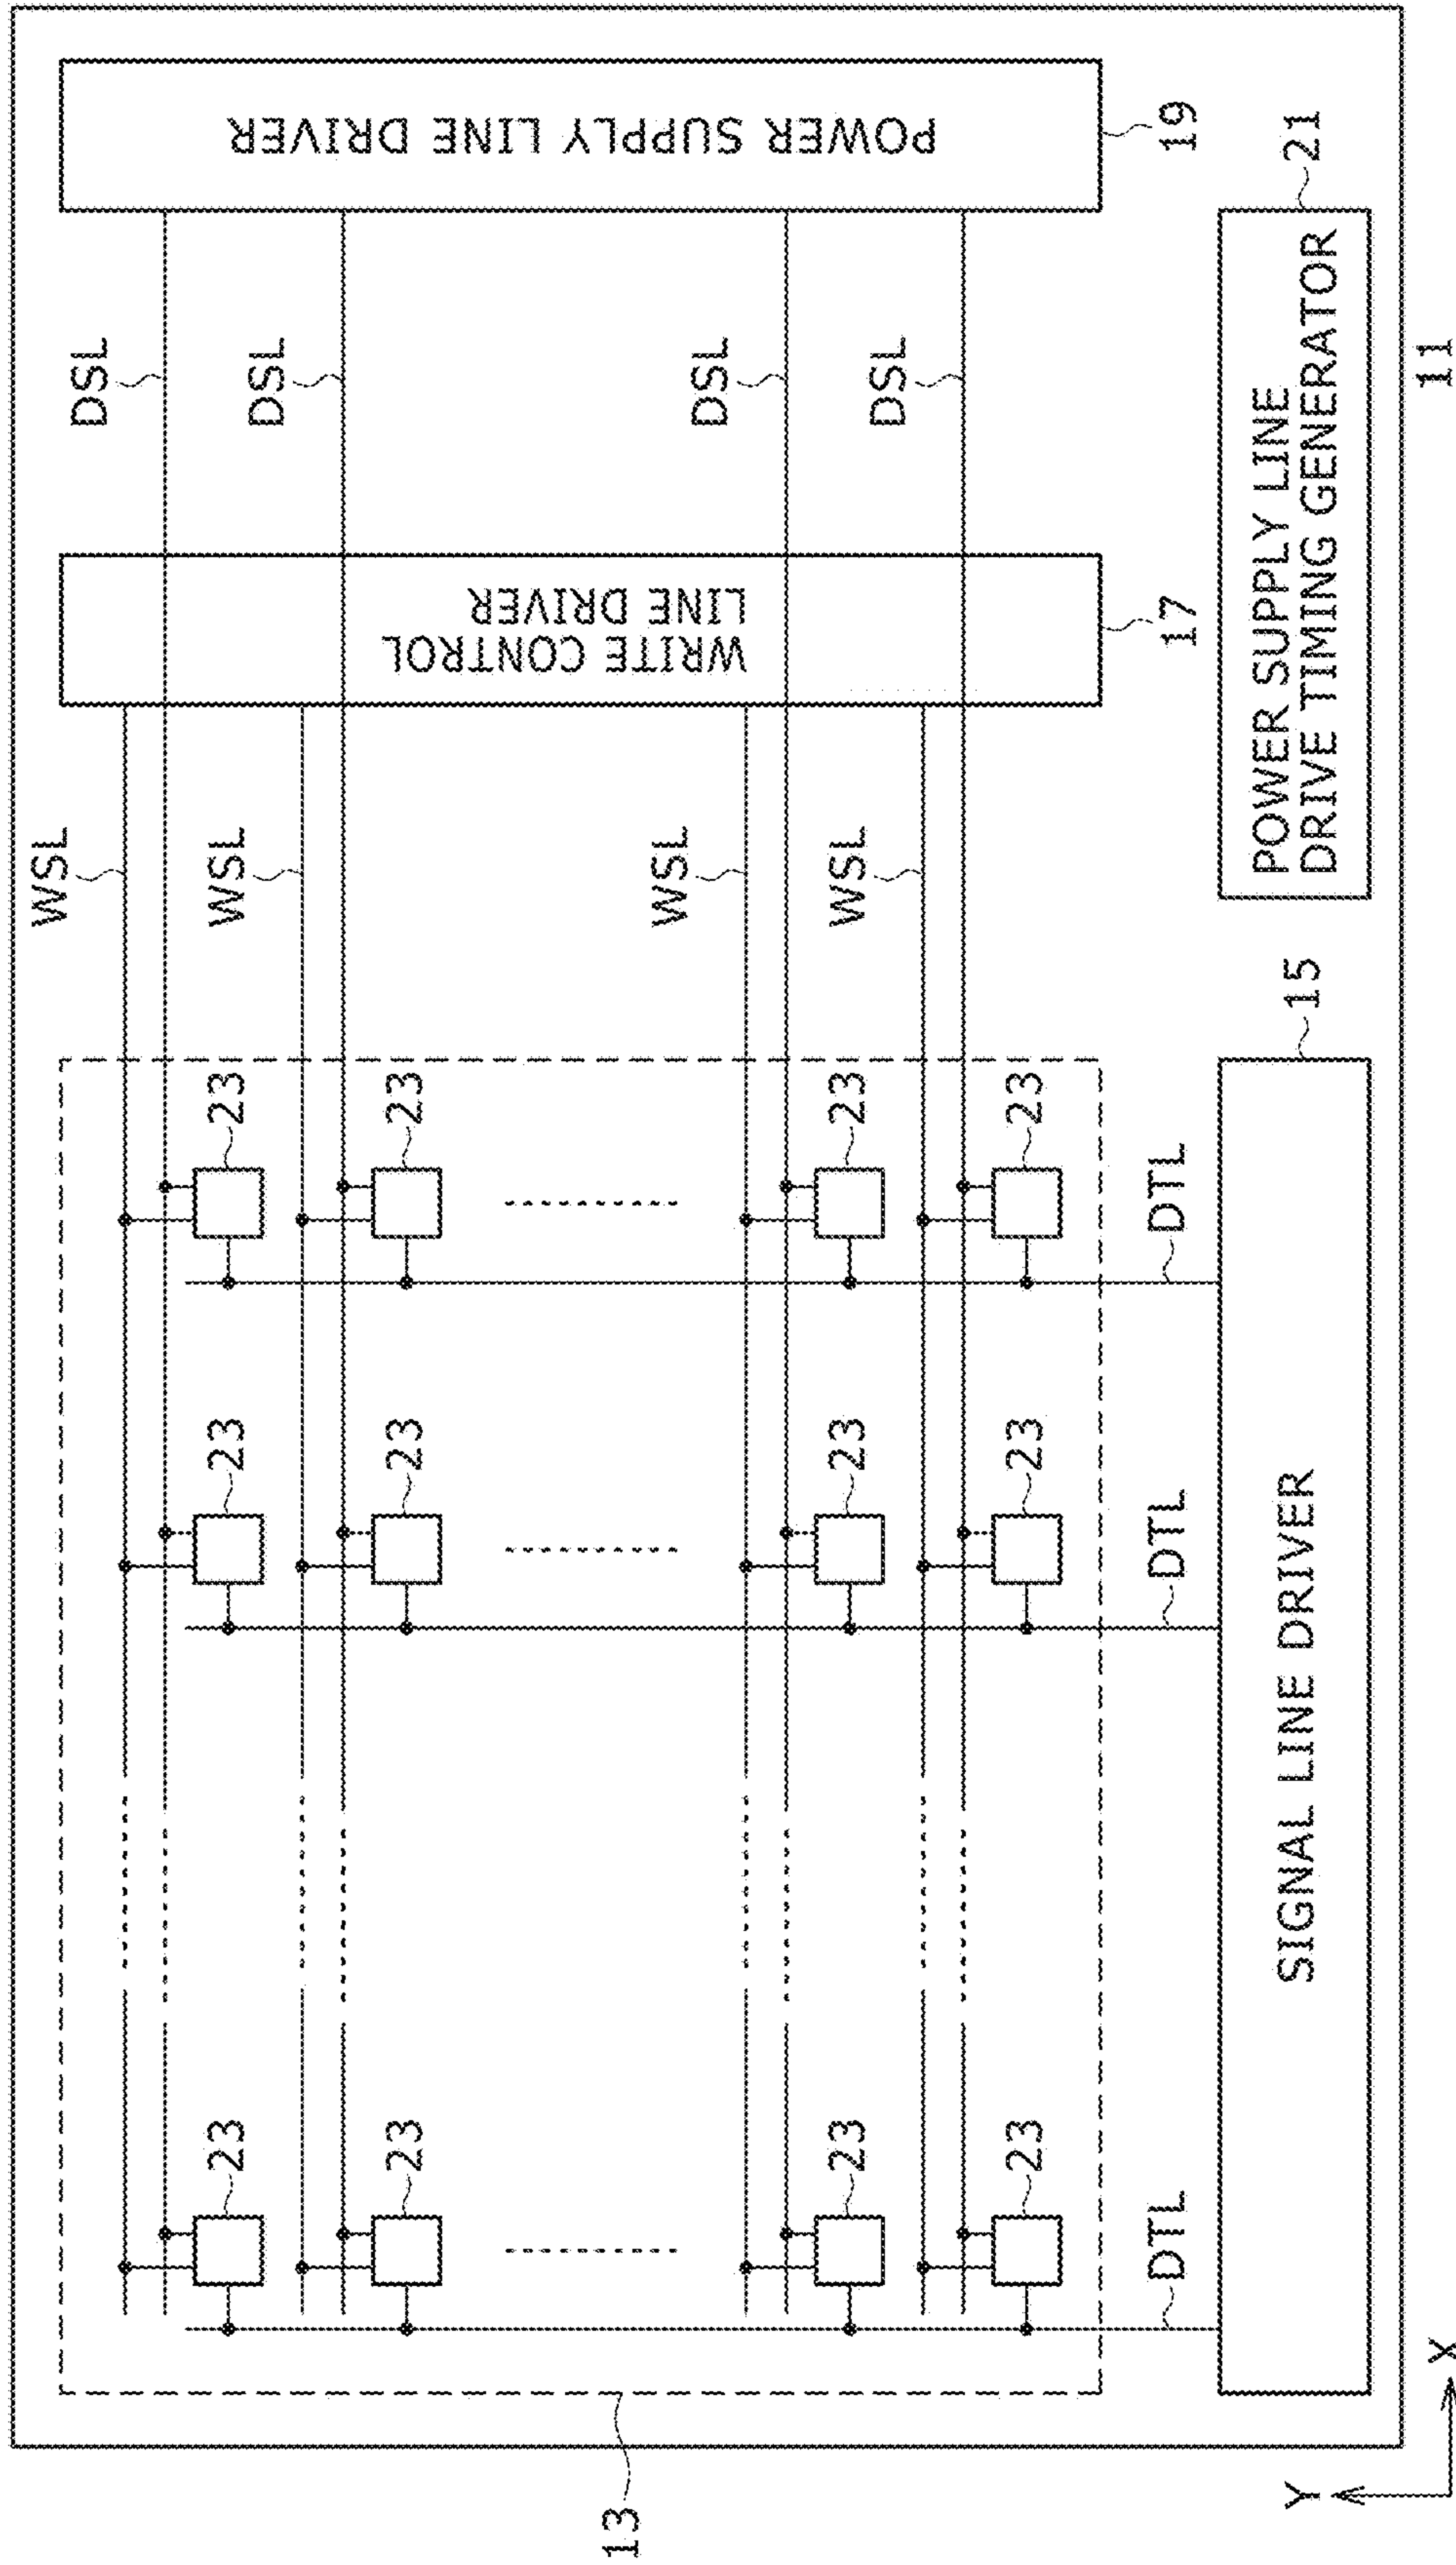 WSL
DSL
23
23
23
WSL
DSL
23
23
23
WSL
DSL
23
23
23
WSL
DSL
23
23
23
WRITE CONTROL
LINE DRIVER
POWER SUPPLY LINE DRIVER
13
17
19
DTL
DTL
DTL
15
21
SIGNAL LINE DRIVER
POWER SUPPLY LINE
DRIVE TIMING GENERATOR
Y
X
11